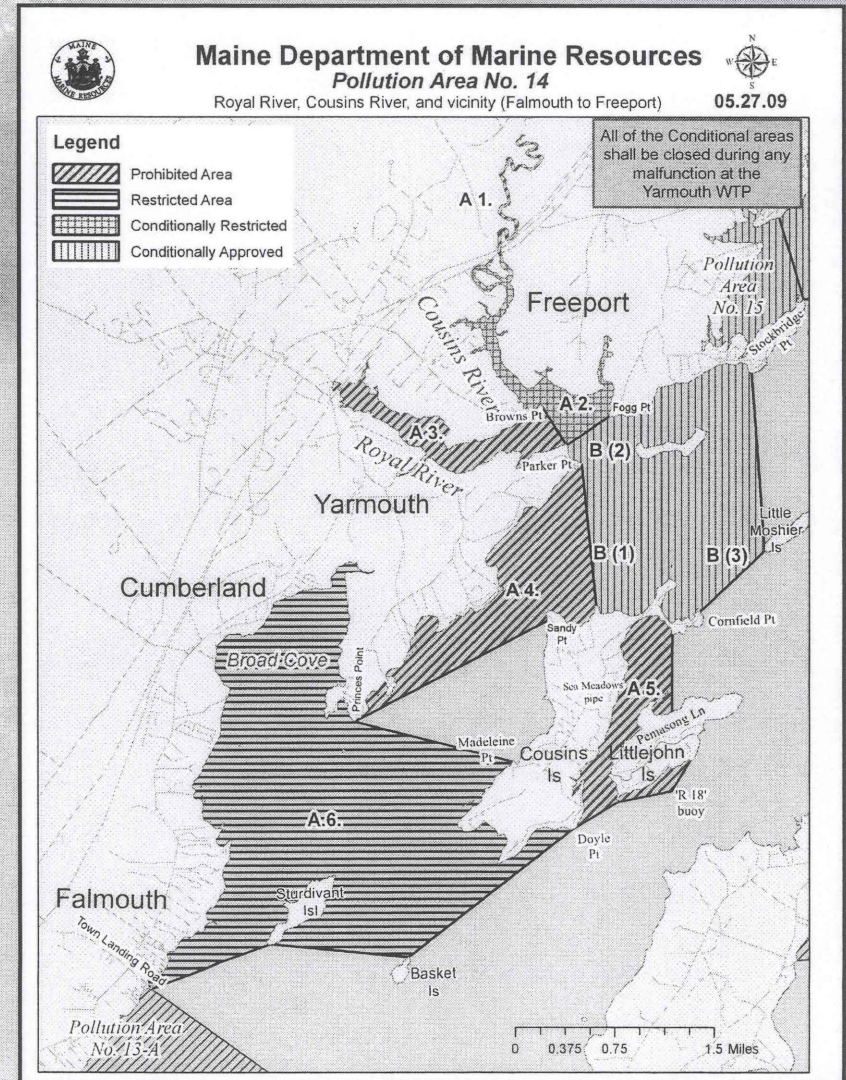 MAINE
MARINE RESOURCES
Maine Department of Marine Resources
Pollution Area No. 14
Royal River, Cousins River, and vicinity (Falmouth to Freeport)
N
W E
S
05.27.09
Legend
Prohibited Area
Restricted Area
Conditionally Restricted
Conditionally Approved
All of the Conditional areas
shall be closed during any
malfunction at the
Yarmouth WTP
A 1.
Pollution
Area
No. 15
Freeport
Cousins River
Stockbridge
Pt
A 2.
Fogg Pt
Browns Pt
A 3.
Royal River
B (2)
Parker Pt
Yarmouth
Little
Moshier
Is
B (1)
B (3)
Cumberland
A 4.
Cornfield Pt
Sandy
Pt
Broad Cove
Princes Point
Sea Meadows
pipe
A 5.
Pemasong Ln
Madeleine
Pt
Cousins
Is
Littlejohn
Is
'R 18'
buoy
A 6.
Doyle
Pt
Sturdivant
Isl
Falmouth
Town Landing Road
Basket
Is
Pollution Area
No. 13-A
0 0.375 0.75 1.5 Miles